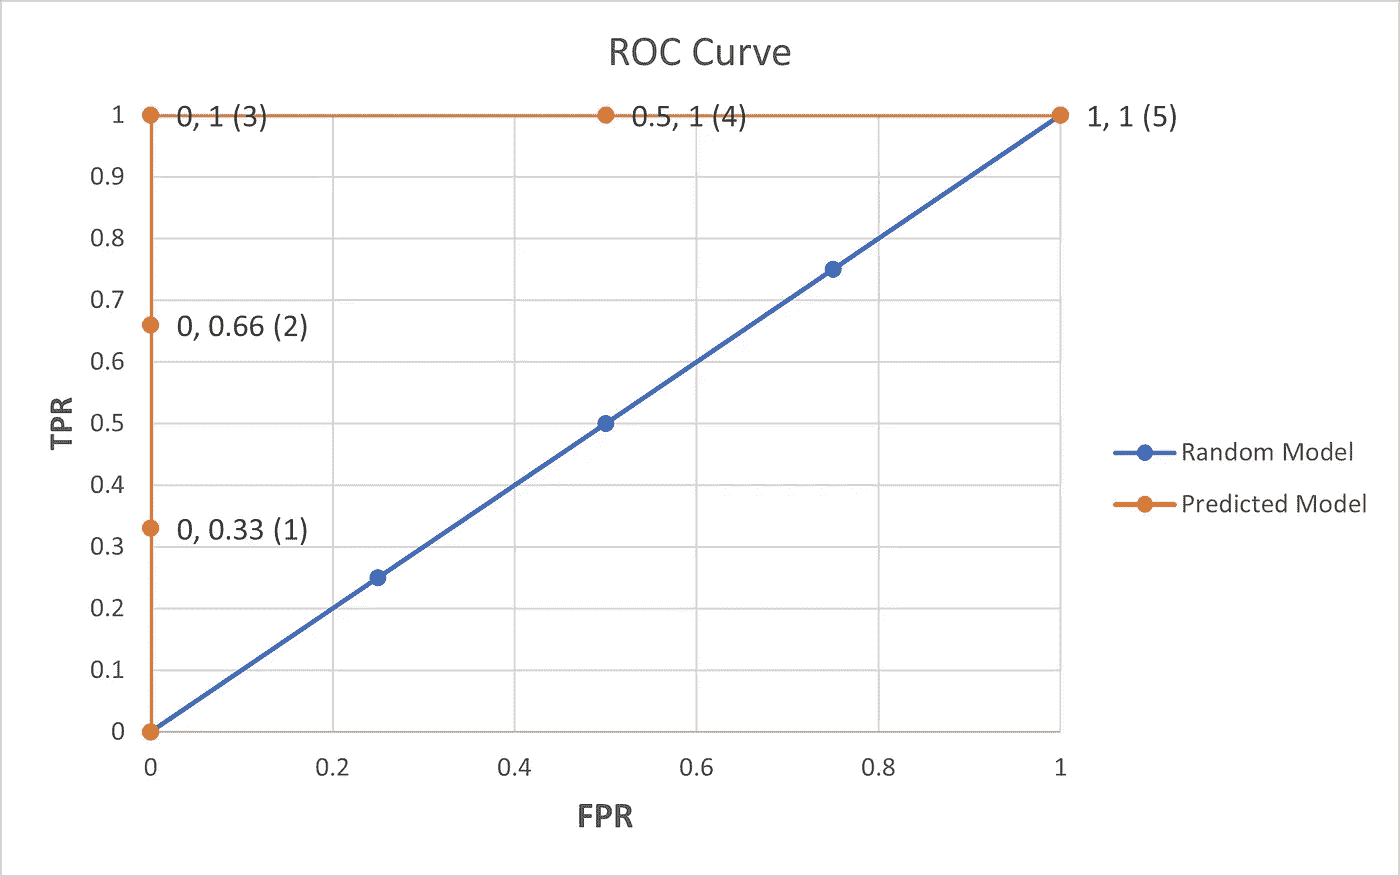 ROC Curve
1
0, 1 (3)
0.5, 1 (4)
1, 1 (5)
0.9
0.8
0.7
0, 0.66 (2)
0.6
0.5
TPR
0.4
0, 0.33 (1)
0.3
0.2
0.1
0
0 0.2 0.4 0.6 0.8 1
FPR
Random Model
Predicted Model